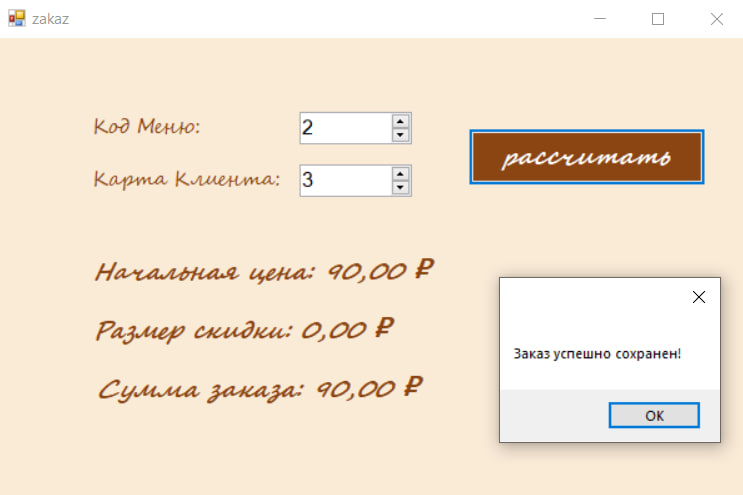 zakaz
Код Меню: 2
рассчитать
Карта Клиента: 3
Начальная цена: 90,00 ₽
Размер скидки: 0,00 ₽
Заказ успешно сохранен!
Сумма заказа: 90,00 ₽
OK